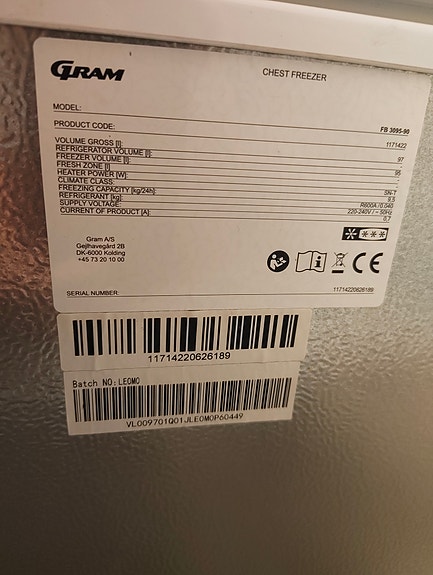 GRAM
CHEST FREEZER
MODEL: FB 3095-90
PRODUCT CODE: 1171422
VOLUME GROSS [l]: 97
REFRIGERATOR VOLUME [l]: -
FREEZER VOLUME [l]: 95
FRESH ZONE [l]: -
HEATER POWER [W]: -
CLIMATE CLASS: SN-T
FREEZING CAPACITY [kg/24h]: 9,5
REFRIGERANT [kg]: R600A / 0.040
SUPPLY VOLTAGE: 220-240V / ~ 50Hz
CURRENT OF PRODUCT [A]: 0,7
Gram A/S
Gejlhavegård 2B
DK-6000 Kolding
+45 73 20 10 00
CE
SERIAL NUMBER: 11714220626189
11714220626189
Batch NO:LE0M0
VL009701Q01JLE0M0P60449